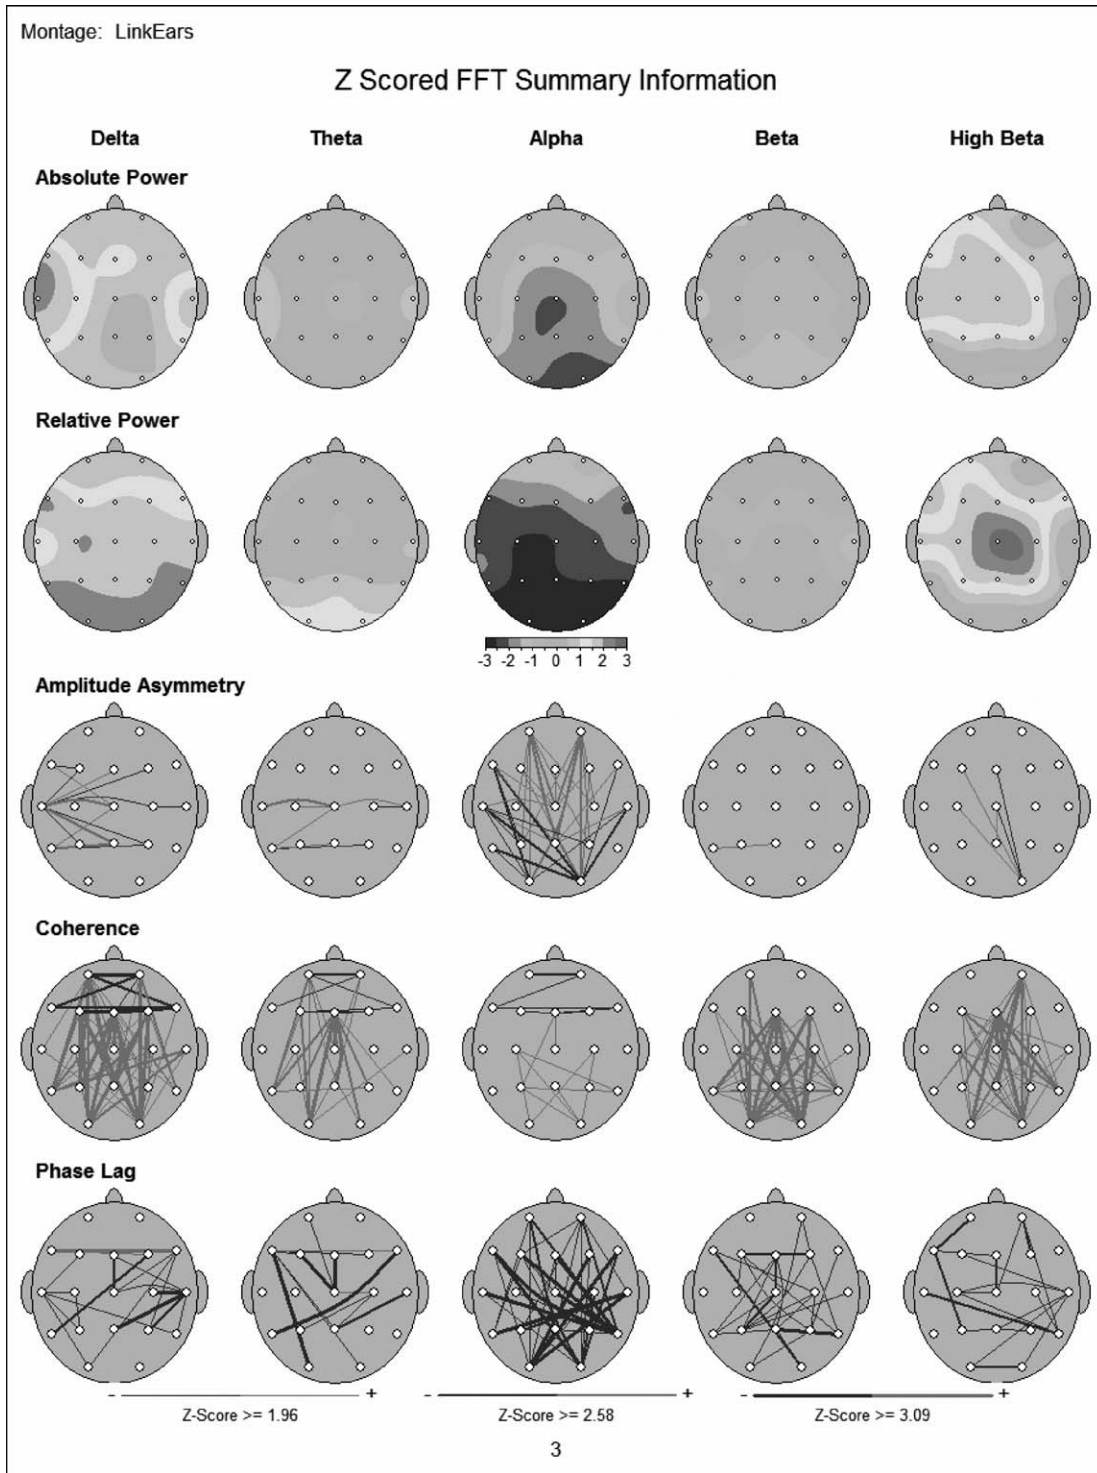 Montage: LinkEars
Z Scored FFT Summary Information
Delta Theta Alpha Beta High Beta
Absolute Power
Relative Power
-3 -2 -1 0 1 2 3
Amplitude Asymmetry
Coherence
Phase Lag
- + - + - +
Z-Score >= 1.96 Z-Score >= 2.58 Z-Score >= 3.09
3